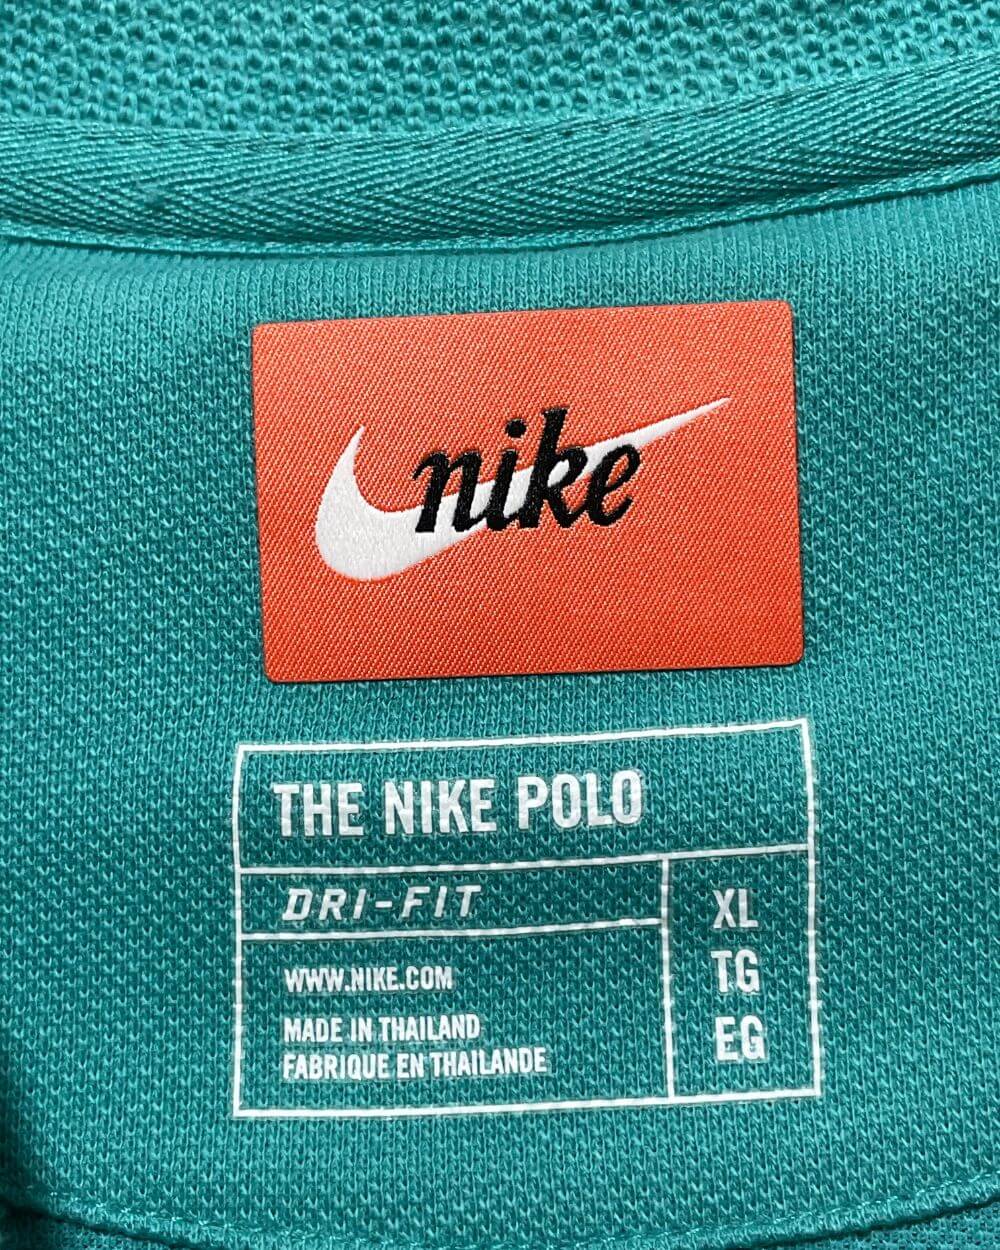 nike
THE NIKE POLO
DRI-FIT
WWW.NIKE.COM
MADE IN THAILAND
FABRIQUE EN THAILANDE
XL
TG
EG